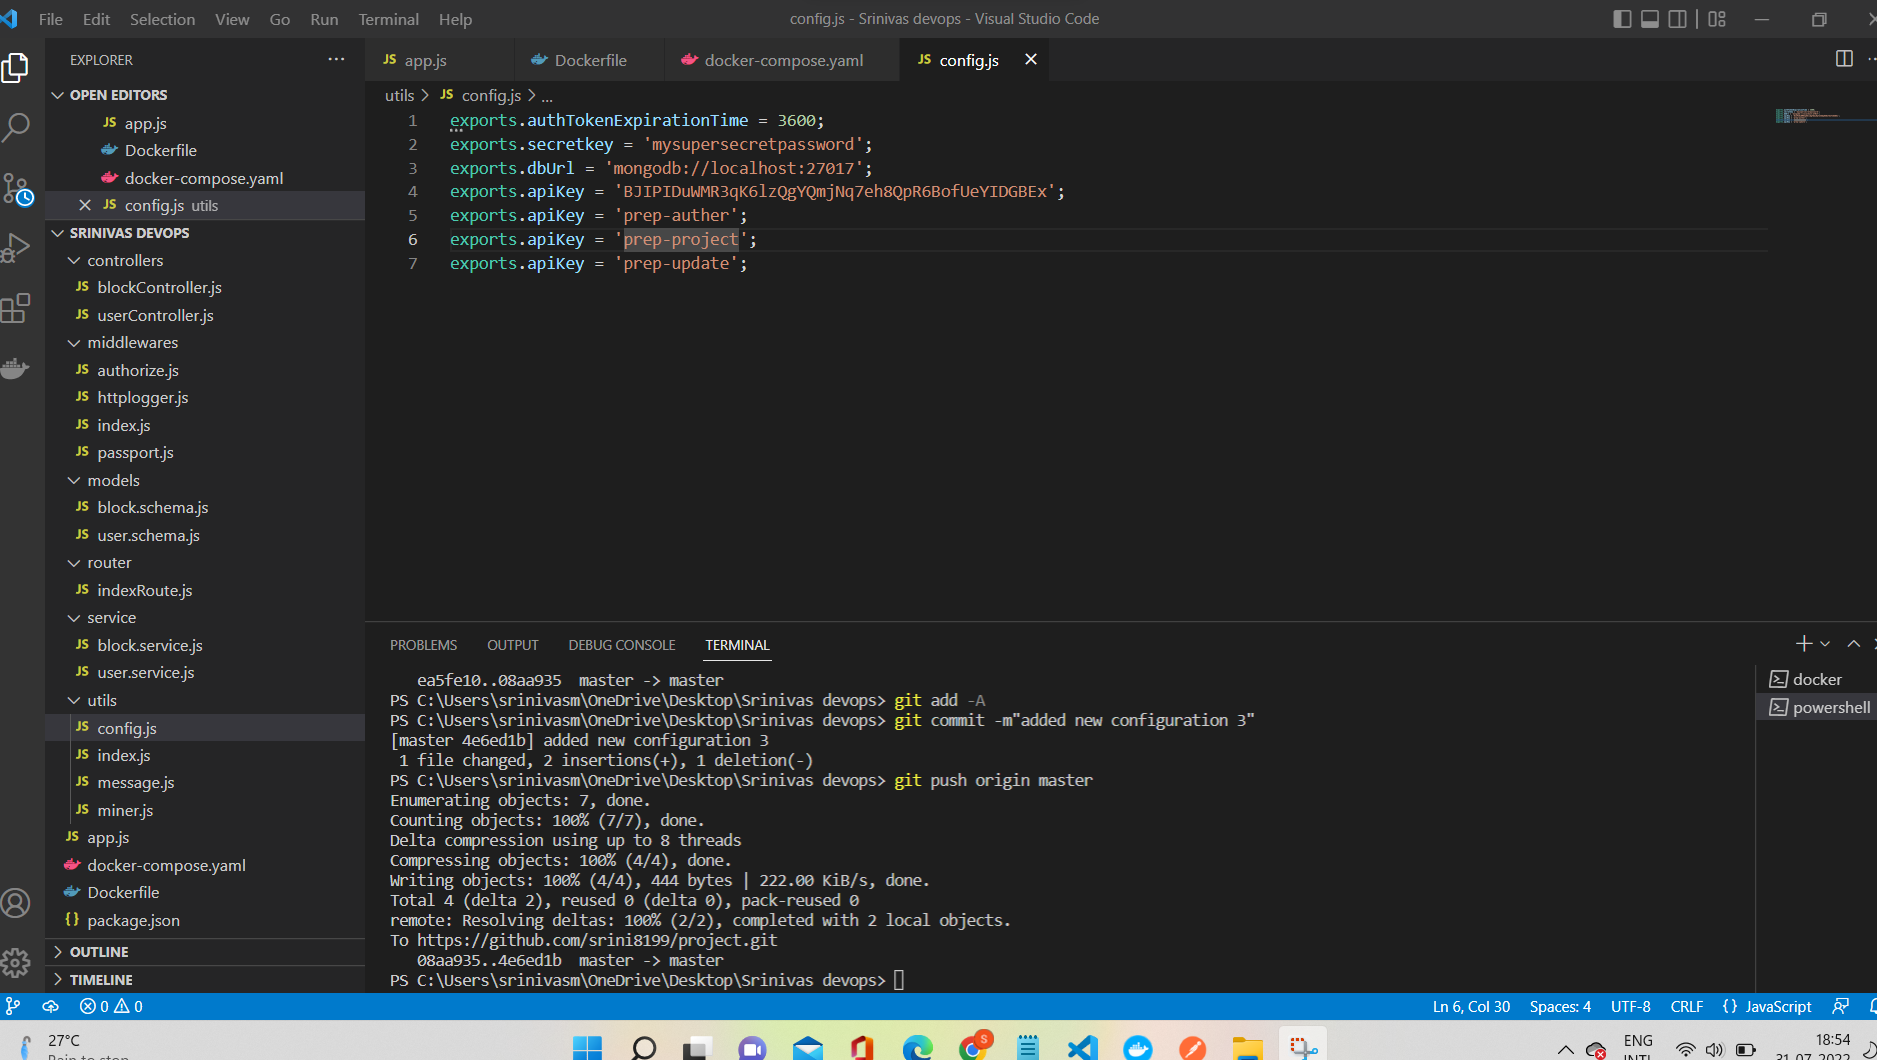 File Edit Selection View Go Run Terminal Help
config.js - Srinivas devops - Visual Studio Code
EXPLORER
OPEN EDITORS
JS app.js
Dockerfile
docker-compose.yaml
JS config.js utils
SRINIVAS DEVOPS
controllers
JS blockController.js
JS userController.js
middlewares
JS authorize.js
JS httplogger.js
JS index.js
JS passport.js
models
JS block.schema.js
JS user.schema.js
router
JS indexRoute.js
service
JS block.service.js
JS user.service.js
utils
JS config.js
JS index.js
JS message.js
JS miner.js
JS app.js
docker-compose.yaml
Dockerfile
{} package.json
OUTLINE
TIMELINE
JS app.js Dockerfile docker-compose.yaml JS config.js
utils > JS config.js > ...
1 exports.authTokenExpirationTime = 3600;
2 exports.secretkey = 'mysupersecretpassword';
3 exports.dbUrl = 'mongodb://localhost:27017';
4 exports.apiKey = 'BJIPIDuWMR3qK6lzQgYQmjNq7eh8QpR6BofUeYIDGBEx';
5 exports.apiKey = 'prep-auther';
6 exports.apiKey = 'prep-project';
7 exports.apiKey = 'prep-update';
PROBLEMS OUTPUT DEBUG CONSOLE TERMINAL
ea5fe10..08aa935 master -> master
PS C:\Users\srinivasm\OneDrive\Desktop\Srinivas devops> git add -A
PS C:\Users\srinivasm\OneDrive\Desktop\Srinivas devops> git commit -m"added new configuration 3"
[master 4e6ed1b] added new configuration 3
1 file changed, 2 insertions(+), 1 deletion(-)
PS C:\Users\srinivasm\OneDrive\Desktop\Srinivas devops> git push origin master
Enumerating objects: 7, done.
Counting objects: 100% (7/7), done.
Delta compression using up to 8 threads
Compressing objects: 100% (4/4), done.
Writing objects: 100% (4/4), 444 bytes | 222.00 KiB/s, done.
Total 4 (delta 2), reused 0 (delta 0), pack-reused 0
remote: Resolving deltas: 100% (2/2), completed with 2 local objects.
To https://github.com/srini8199/project.git
08aa935..4e6ed1b master -> master
PS C:\Users\srinivasm\OneDrive\Desktop\Srinivas devops>
docker
powershell
0 0
Ln 6, Col 30 Spaces: 4 UTF-8 CRLF {} JavaScript
27°C
Rain to stop
S
ENG
INTL
18:54
31-07-2022